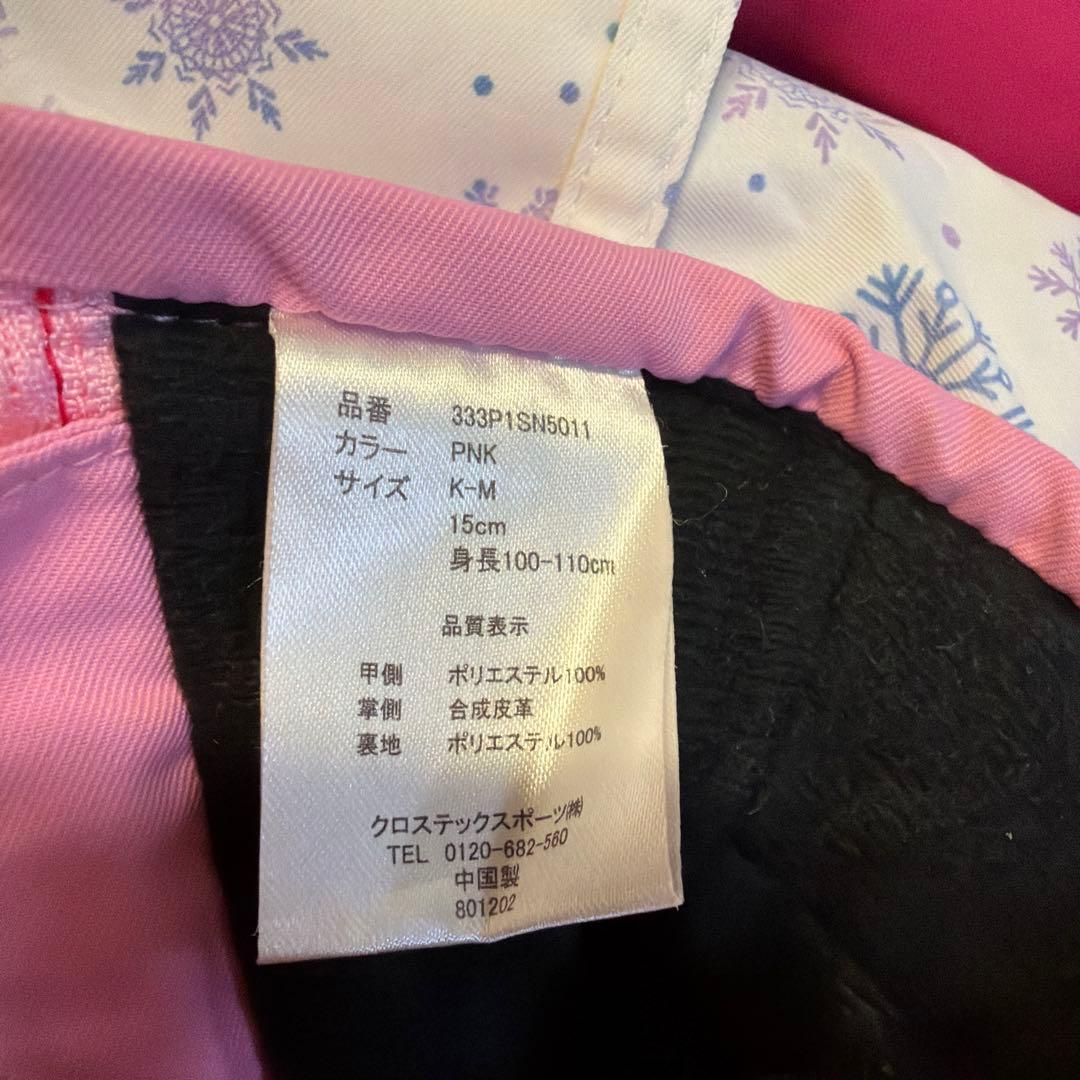 品番 333P1SN5011
カラー PNK
サイズ K-M
15cm
身長100-110cm
品質表示
甲側 ポリエステル100%
掌側 合成皮革
裏地 ポリエステル100%
クロステックスポーツ㈱
TEL 0120-682-560
中国製
801202